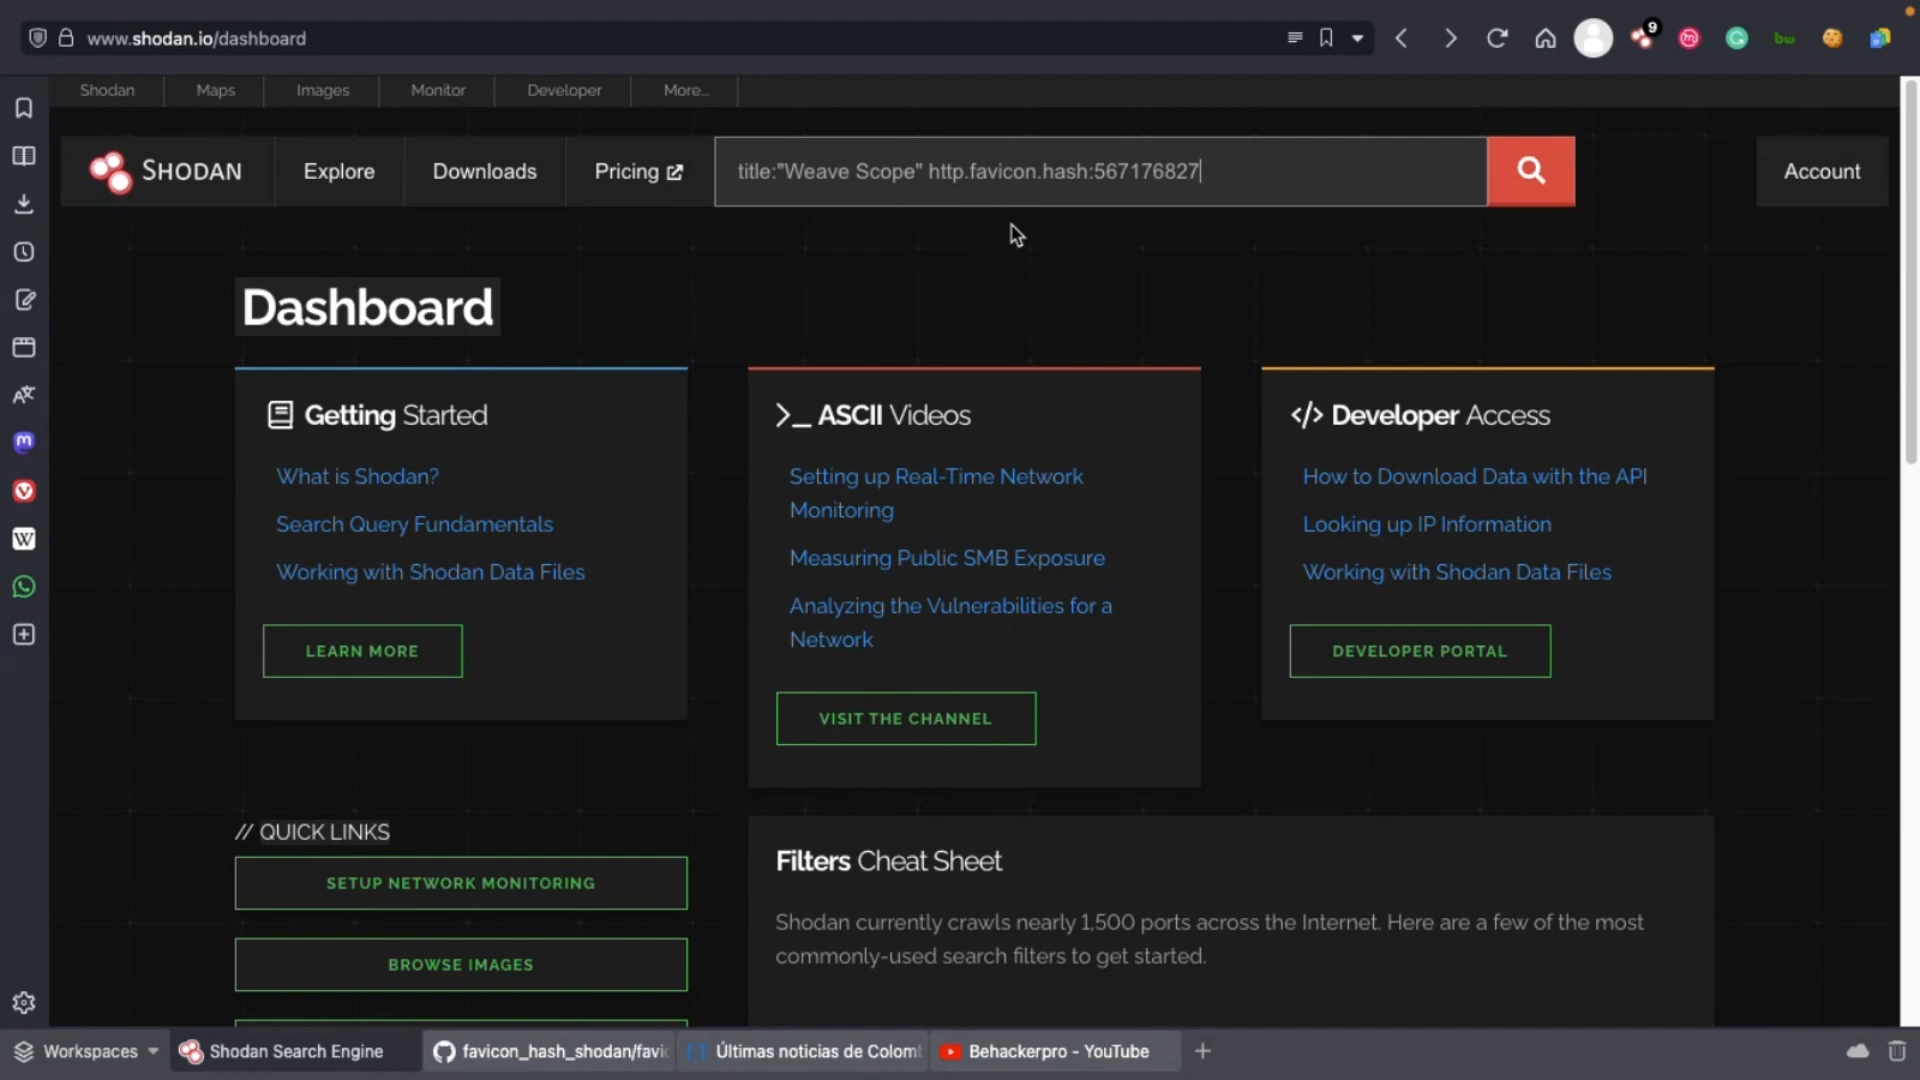 www.shodan.io/dashboard
9
bw
Shodan
Maps
Images
Monitor
Developer
More...
SHODAN
Explore
Downloads
Pricing
title:"Weave Scope" http.favicon.hash:567176827
Account
Dashboard
Getting Started
What is Shodan?
Search Query Fundamentals
Working with Shodan Data Files
LEARN MORE
>_ ASCII Videos
Setting up Real-Time Network
Monitoring
Measuring Public SMB Exposure
Analyzing the Vulnerabilities for a
Network
VISIT THE CHANNEL
</> Developer Access
How to Download Data with the API
Looking up IP Information
Working with Shodan Data Files
DEVELOPER PORTAL
// QUICK LINKS
SETUP NETWORK MONITORING
BROWSE IMAGES
Filters Cheat Sheet
Shodan currently crawls nearly 1,500 ports across the Internet. Here are a few of the most
commonly-used search filters to get started.
Workspaces
Shodan Search Engine
favicon_hash_shodan/favic
Últimas noticias de Colom
Behackerpro - YouTube